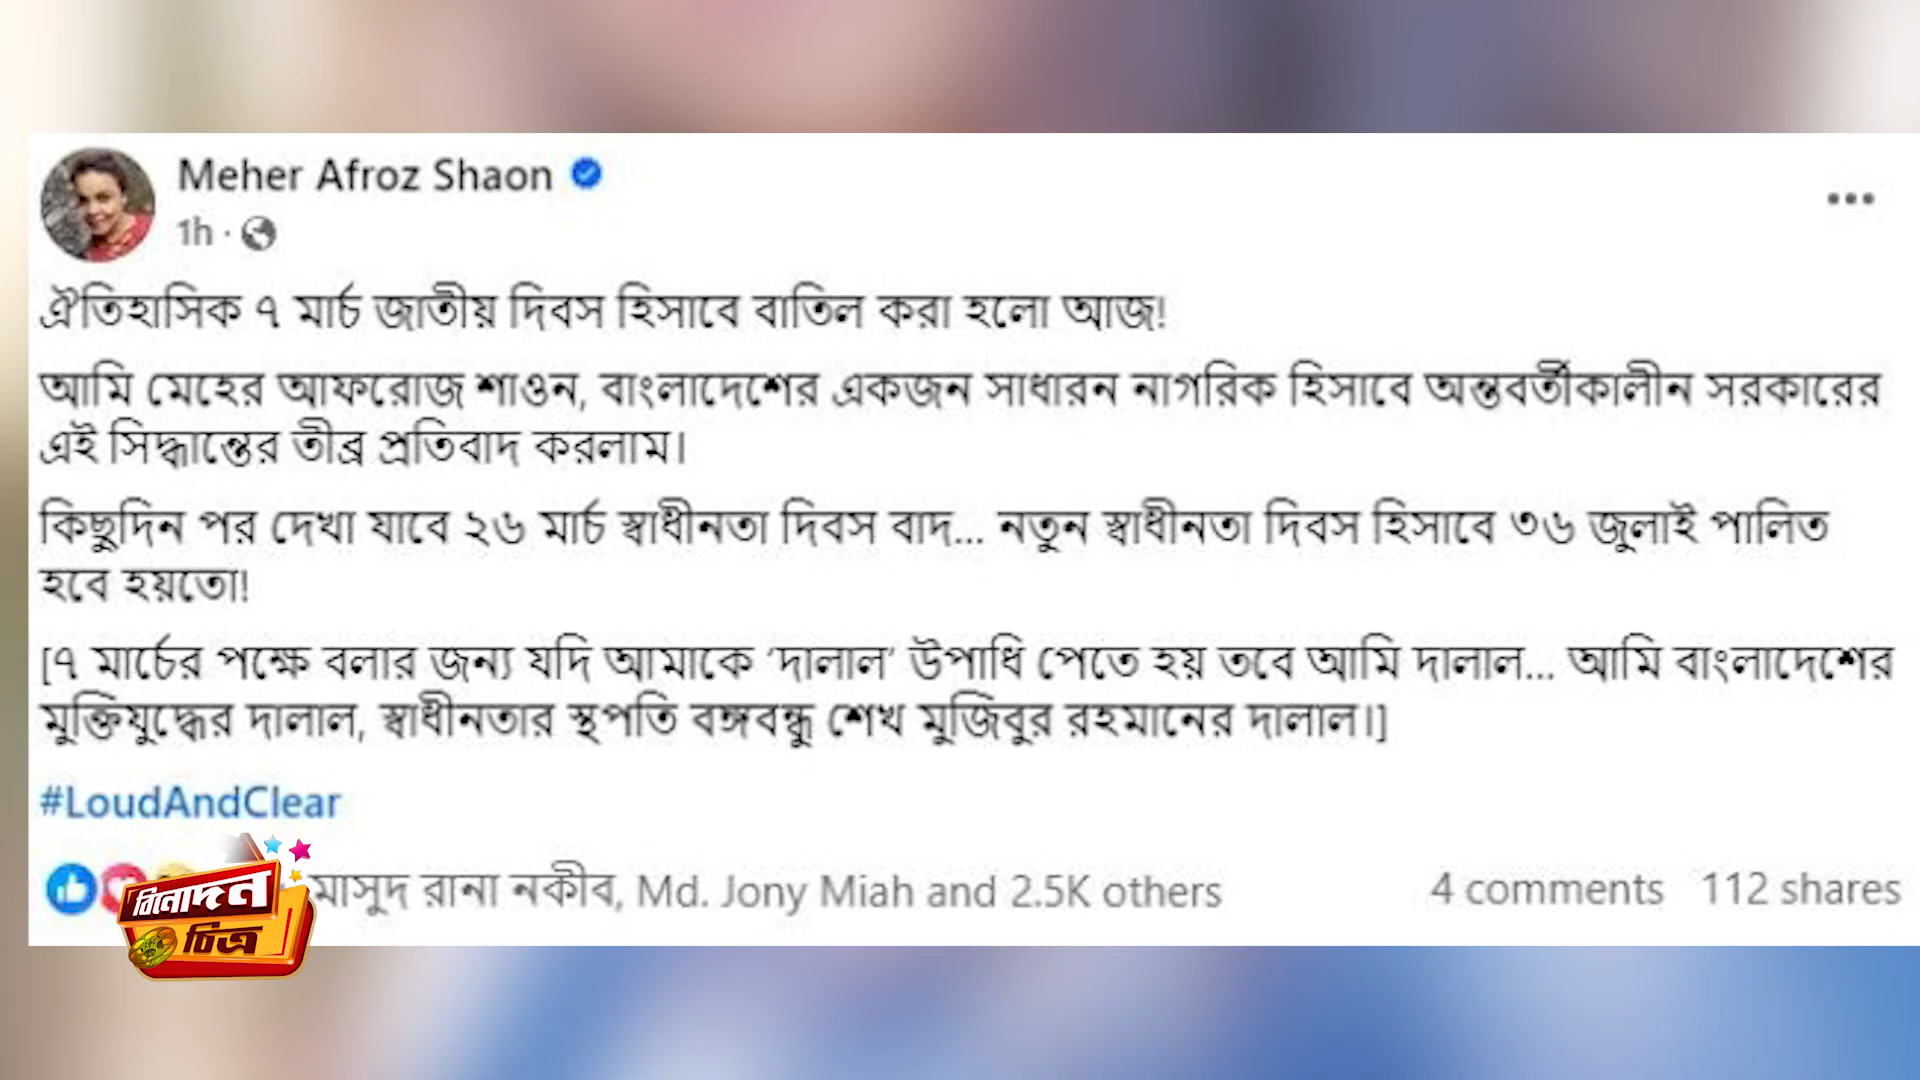 Meher Afroz Shaon
1h ·
ঐতিহাসিক ৭ মার্চ জাতীয় দিবস হিসাবে বাতিল করা হলো আজ!
আমি মেহের আফরোজ শাওন, বাংলাদেশের একজন সাধারন নাগরিক হিসাবে অন্তবর্তীকালীন সরকারের
এই সিদ্ধান্তের তীব্র প্রতিবাদ করলাম।
কিছুদিন পর দেখা যাবে ২৬ মার্চ স্বাধীনতা দিবস বাদ... নতুন স্বাধীনতা দিবস হিসাবে ৩৬ জুলাই পালিত
হবে হয়তো!
[৭ মার্চের পক্ষে বলার জন্য যদি আমাকে ‘দালাল’ উপাধি পেতে হয় তবে আমি দালাল... আমি বাংলাদেশের
মুক্তিযুদ্ধের দালাল, স্বাধীনতার স্থপতি বঙ্গবন্ধু শেখ মুজিবুর রহমানের দালাল।]
#LoudAndClear
মাসুদ রানা নকীব, Md. Jony Miah and 2.5K others
4 comments 112 shares
বিনোদন
চিত্র